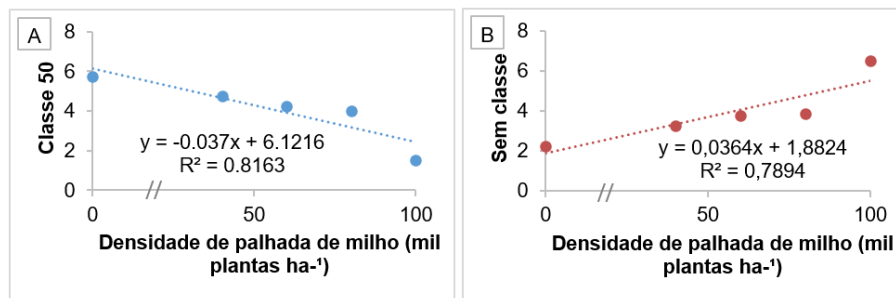 A
8
6
4
2
0
Classe 50
y = -0.037x + 6.1216
R² = 0.8163
0
50
100
Densidade de palhada de milho (mil
plantas ha-¹)
B
8
6
4
2
0
Sem classe
y = 0,0364x + 1,8824
R² = 0,7894
0
50
100
Densidade de palhada de milho (mil
plantas ha-¹)